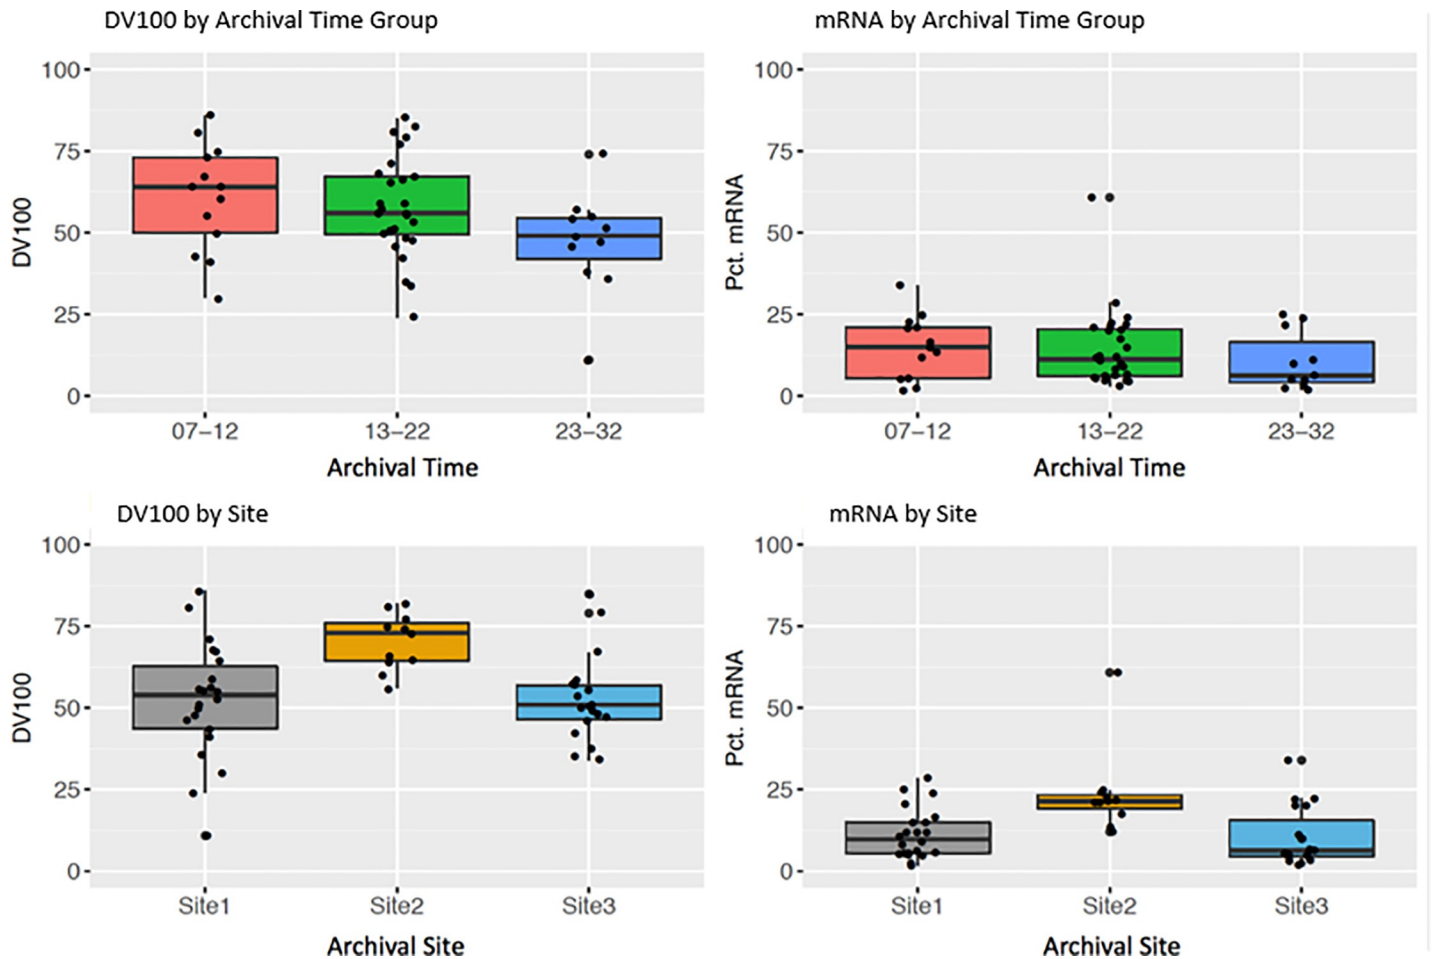 DV100 by Archival Time Group
100
75
50
25
0
DV100
07–12
13–22
23–32
Archival Time
mRNA by Archival Time Group
100
75
50
25
0
Pct. mRNA
07–12
13–22
23–32
Archival Time
DV100 by Site
100
75
50
25
0
DV100
Site1
Site2
Site3
Archival Site
mRNA by Site
100
75
50
25
0
Pct. mRNA
Site1
Site2
Site3
Archival Site